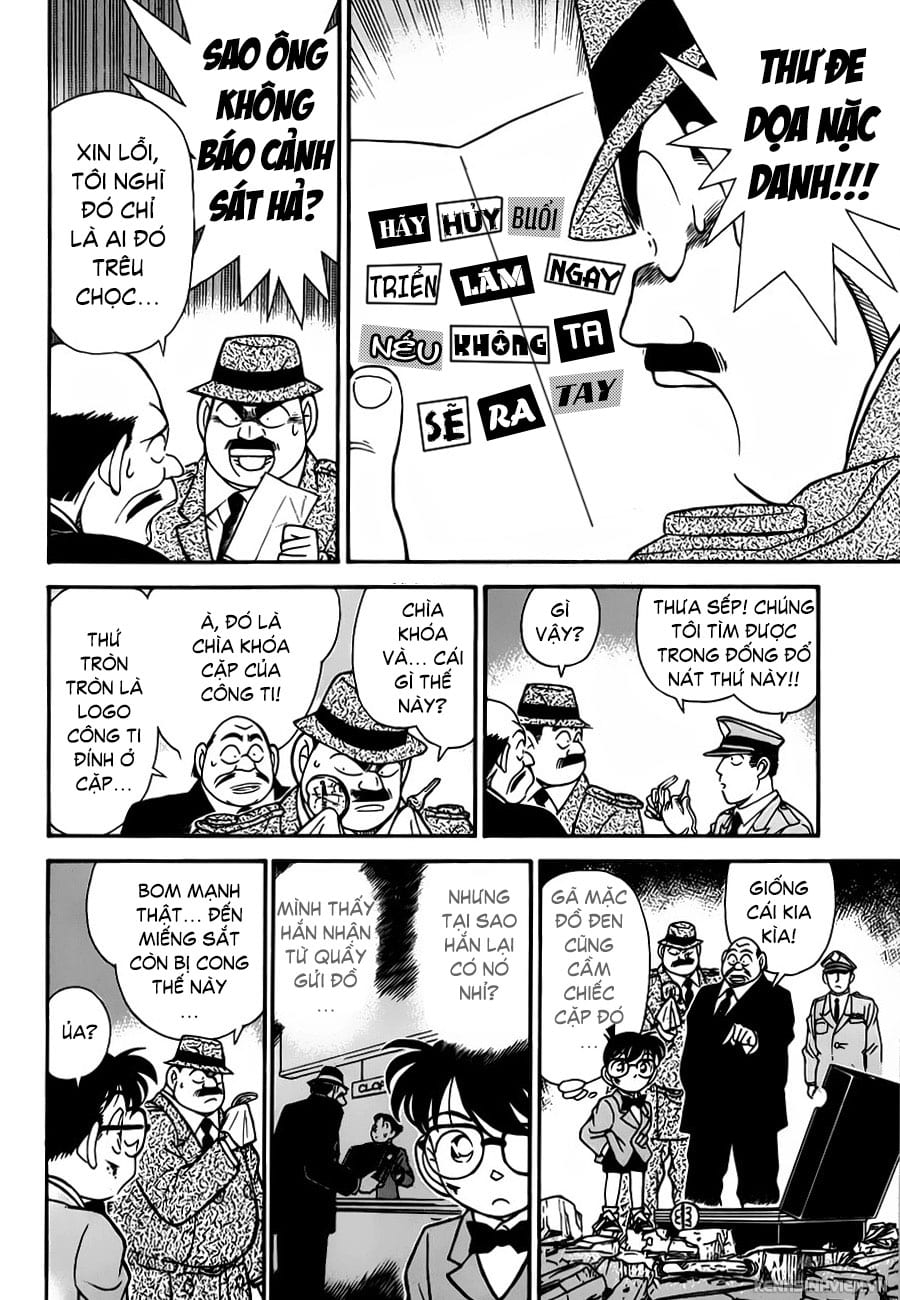 THƯ ĐE
DỌA NẶC
DANH!!!
HÃY HỦY BUỔI
TRIỂN LÃM NGAY
NÉU KHÔNG TA
SẼ RA TAY
SAO ÔNG
KHÔNG
BÁO CẢNH
SÁT HẢ?
XIN LỖI,
TÔI NGHĨ
ĐÓ CHỈ
LÀ AI ĐÓ
TRÊU
CHỌC...
THƯA SẾP! CHÚNG
TÔI TÌM ĐƯỢC
TRONG ĐỐNG ĐỔ
NÁT THỨ NÀY!!
GÌ
VẬY?
CHÌA
KHÓA
VÀ... CÁI
GÌ THẾ
NÀY?
À, ĐÓ LÀ
CHÌA KHÓA
CẶP CỦA
CÔNG TI!
THỨ
TRÒN
TRÒN LÀ
LOGO
CÔNG TI
ĐÍNH Ở
CẶP...
GIỐNG
CÁI KIA
KÌA!
GÃ MẶC
ĐỒ ĐEN
CŨNG
CẦM
CHIẾC
CẶP ĐÓ
...
NHƯNG
TẠI SAO
HẮN LẠI
CÓ NÓ
NHỈ?
MÌNH THẤY
HẮN NHẬN
TỪ QUẦY
GỬI ĐỒ
...
BOM MẠNH
THẬT... ĐẾN
MIẾNG SẮT
CÒN BỊ CONG
THẾ NÀY
...
ỦA?